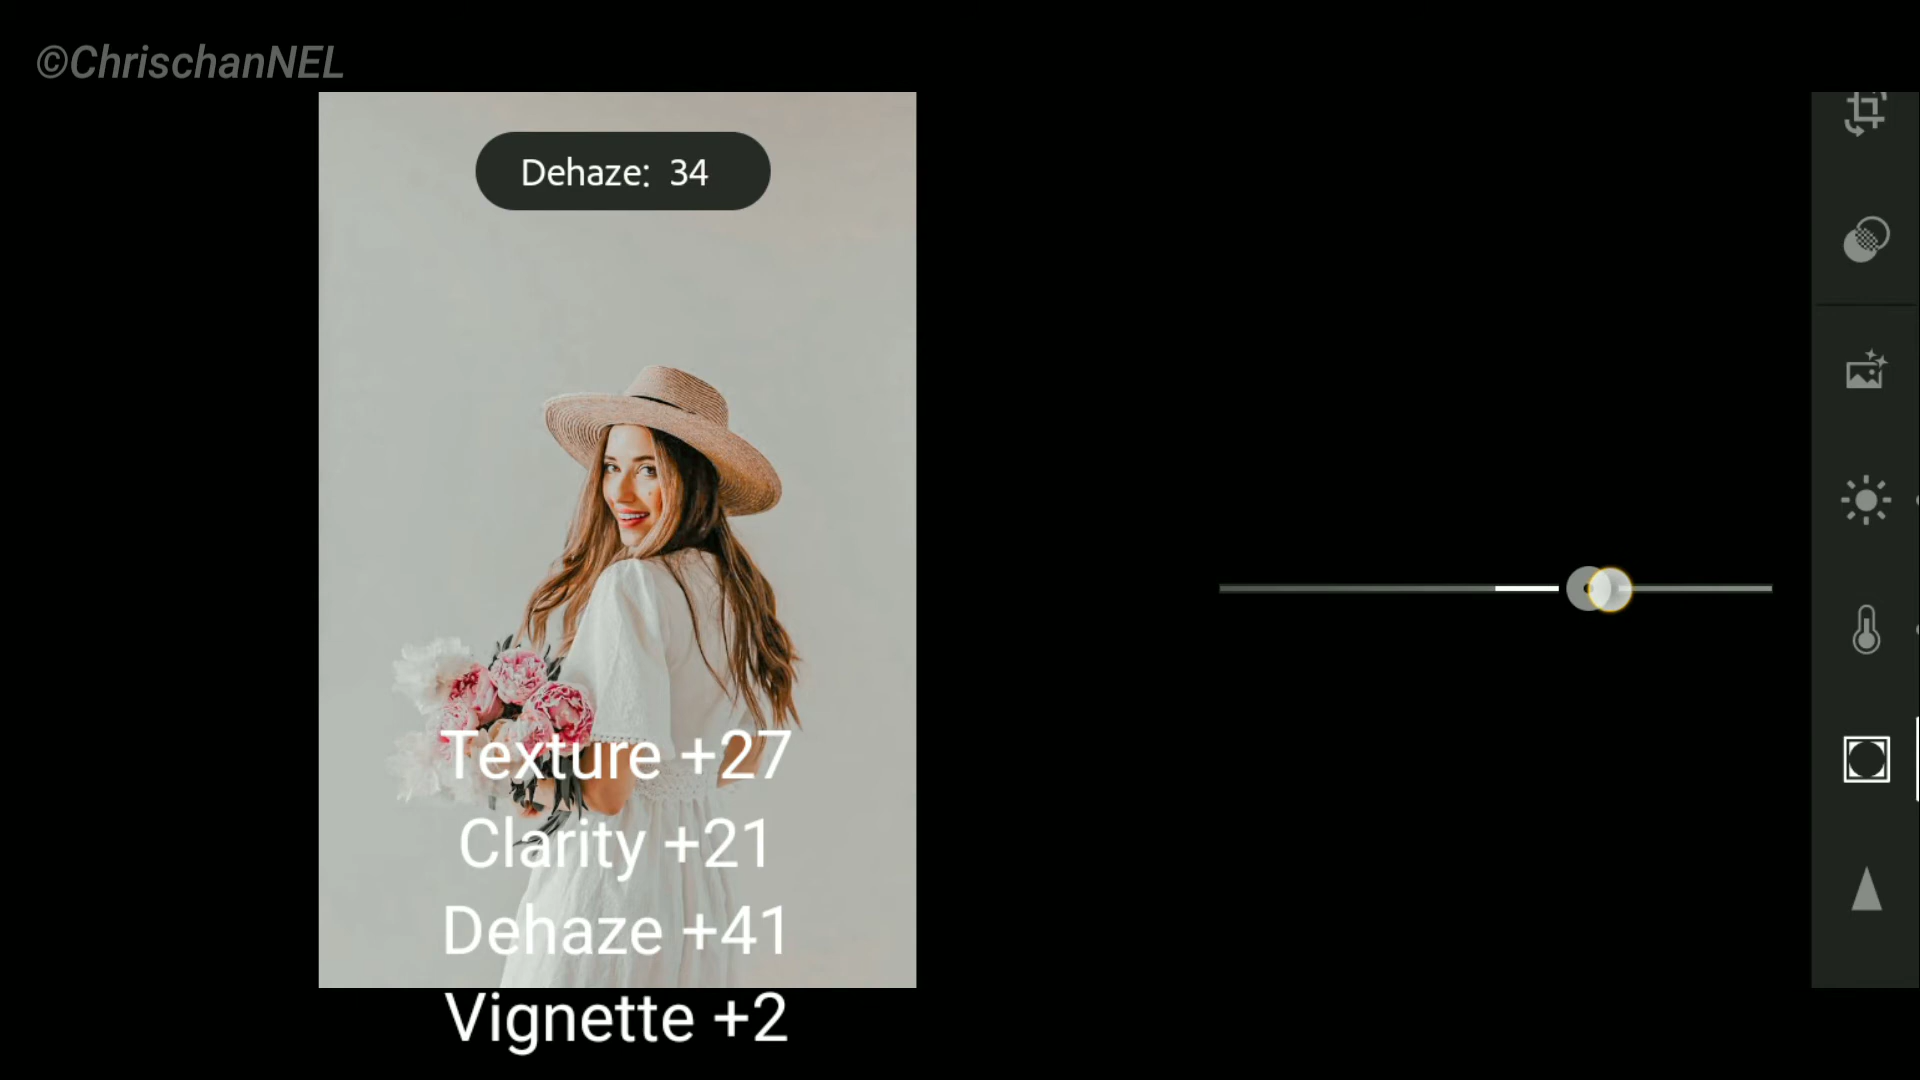 ©ChrischanNEL
Dehaze: 34
Texture +27
Clarity +21
Dehaze +41
Vignette +2